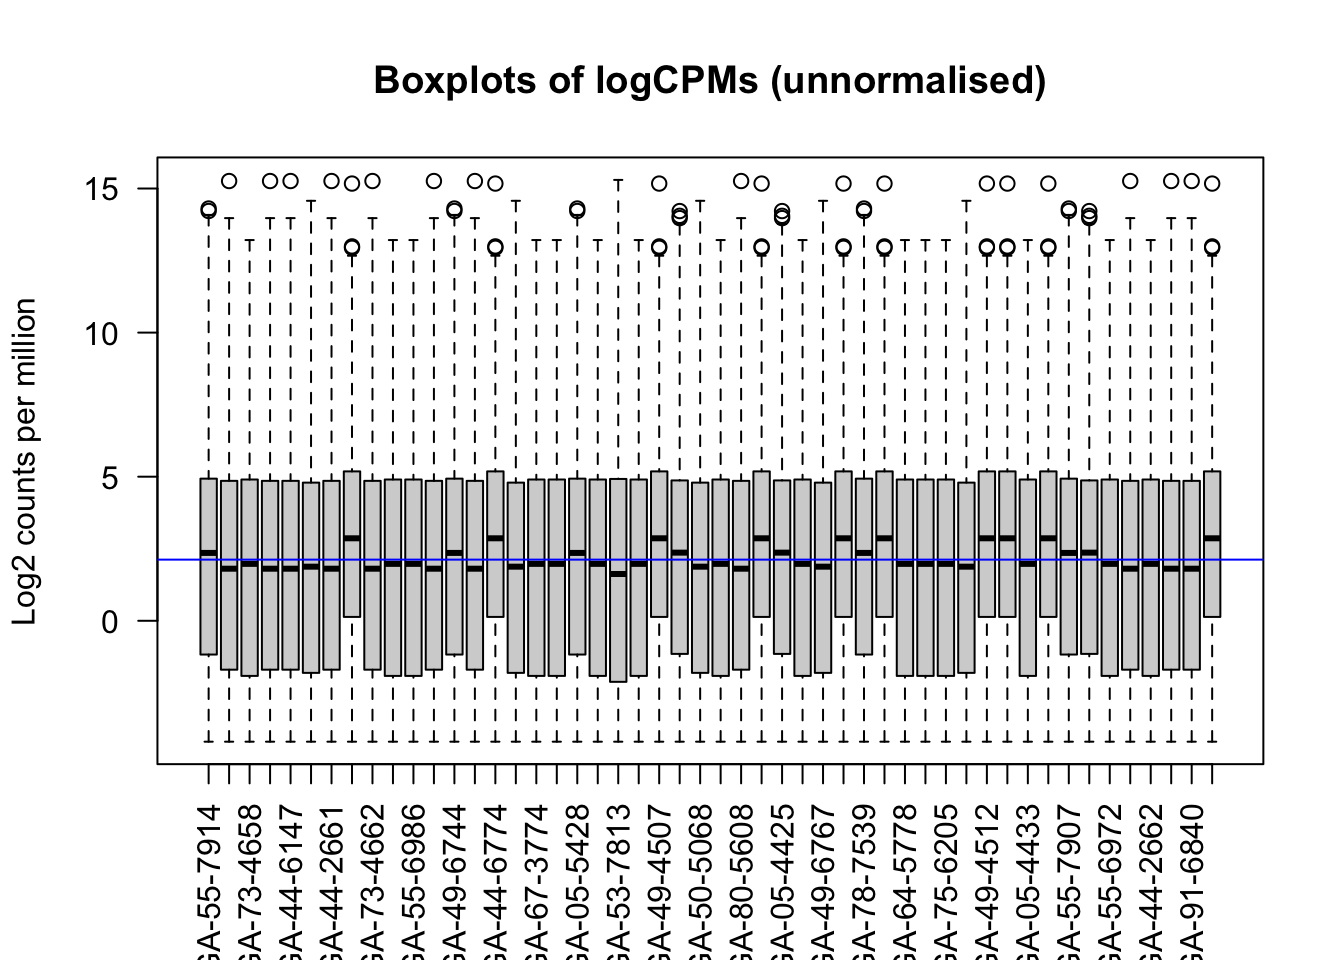 Boxplots of logCPMs (unnormalised)
Log2 counts per million
15
10
5
0
GA-55-7914
GA-73-4658
GA-44-6147
GA-44-2661
GA-73-4662
GA-55-6986
GA-49-6744
GA-44-6774
GA-67-3774
GA-05-5428
GA-53-7813
GA-49-4507
GA-50-5068
GA-80-5608
GA-05-4425
GA-49-6767
GA-78-7539
GA-64-5778
GA-75-6205
GA-49-4512
GA-05-4433
GA-55-7907
GA-55-6972
GA-44-2662
GA-91-6840